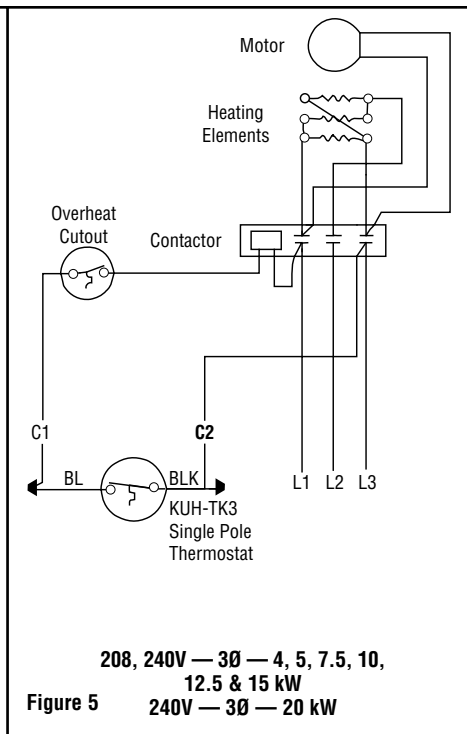 Motor
Heating
Elements
Overheat
Cutout
Contactor
C1
C2
BL
BLK
L1 L2 L3
KUH-TK3
Single Pole
Thermostat
208, 240V — 3Ø — 4, 5, 7.5, 10,
12.5 & 15 kW
Figure 5 240V — 3Ø — 20 kW